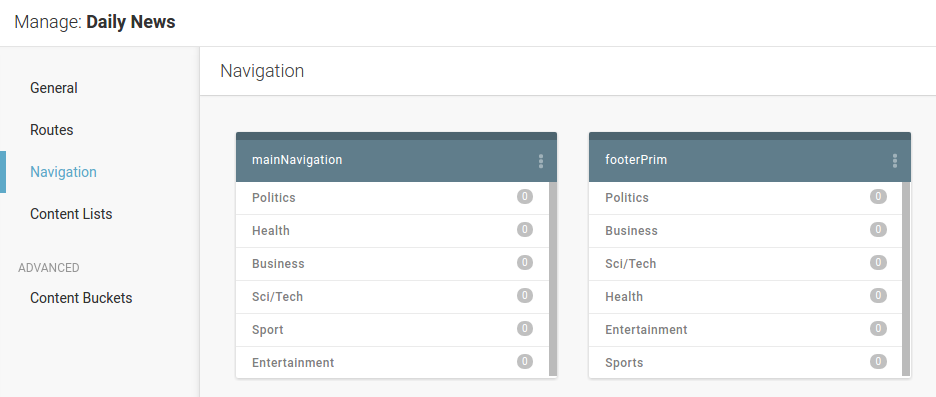 Manage: Daily News
General
Routes
Navigation
Content Lists
ADVANCED
Content Buckets
Navigation
mainNavigation
Politics 0
Health 0
Business 0
Sci/Tech 0
Sport 0
Entertainment 0
footerPrim
Politics 0
Business 0
Sci/Tech 0
Health 0
Entertainment 0
Sports 0